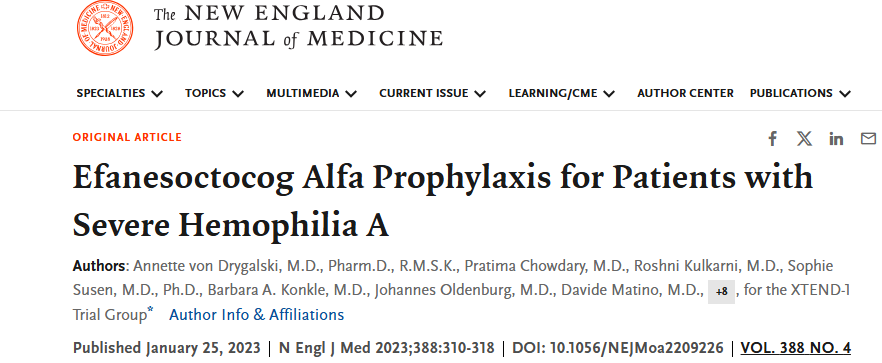 The NEW ENGLAND
JOURNAL of MEDICINE
SPECIALTIES TOPICS MULTIMEDIA CURRENT ISSUE LEARNING/CME AUTHOR CENTER PUBLICATIONS
ORIGINAL ARTICLE
Efanesoctocog Alfa Prophylaxis for Patients with
Severe Hemophilia A
Authors: Annette von Drygalski, M.D., Pharm.D., R.M.S.K., Pratima Chowdary, M.D., Roshni Kulkarni, M.D., Sophie
Susen, M.D., Ph.D., Barbara A. Konkle, M.D., Johannes Oldenburg, M.D., Davide Matino, M.D., +8 , for the XTEND-1
Trial Group* Author Info & Affiliations
Published January 25, 2023 | N Engl J Med 2023;388:310-318 | DOI: 10.1056/NEJMoa2209226 | VOL. 388 NO. 4